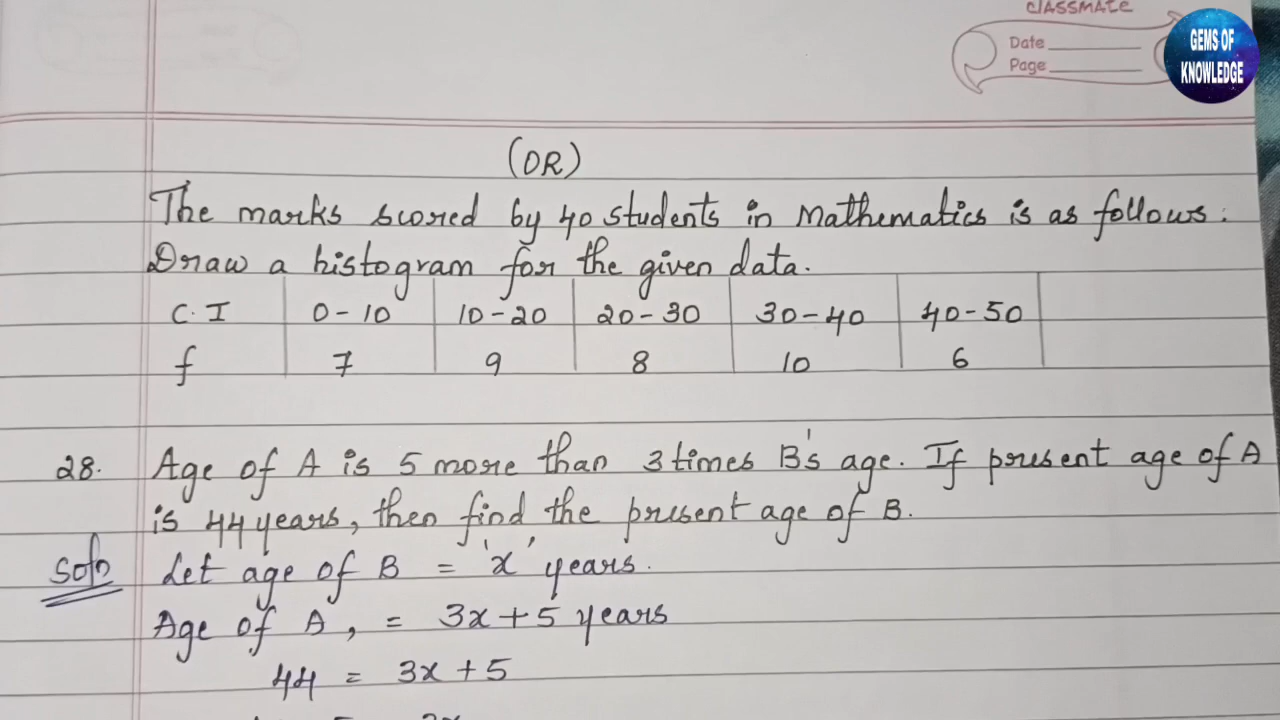 classmate
Date
Page
GEMS OF
KNOWLEDGE
(OR)
The marks scored by 40 students in Mathematics is as follows:
Draw a histogram for the given data.
C.I 0-10 10-20 20-30 30-40 40-50
f 7 9 8 10 6
28. Age of A is 5 more than 3 times B's age. If present age of A
is 44 years, then find the present age of B.
Soln Let age of B = 'x' years.
Age of A, = 3x+5 years
44 = 3x+5